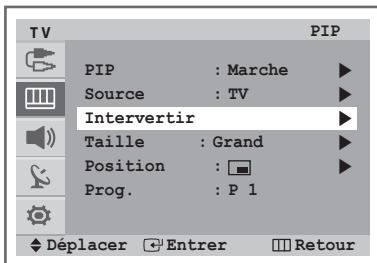 TV PIP
PIP : Marche
Source : TV
Intervertir
Taille : Grand
Position :
Prog. : P 1
Déplacer Entrer Retour